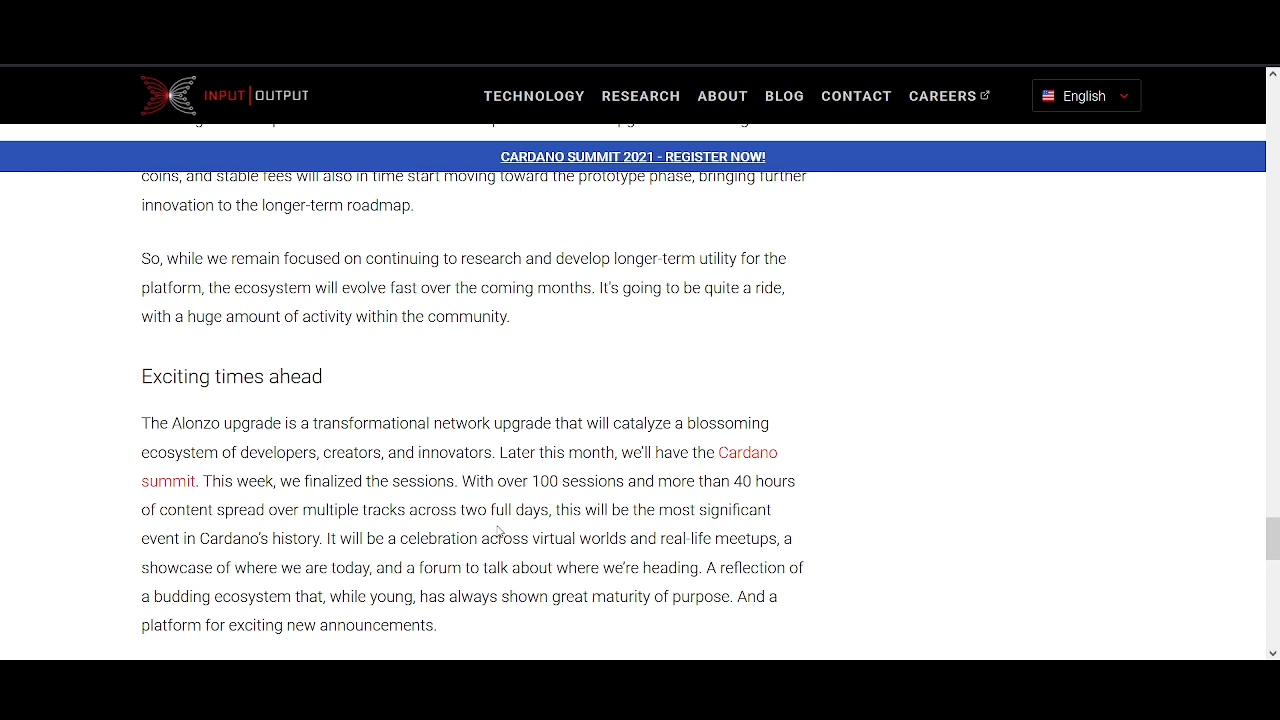 INPUT | OUTPUT
TECHNOLOGY RESEARCH ABOUT BLOG CONTACT CAREERS
English
CARDANO SUMMIT 2021 - REGISTER NOW!
coins, and stable fees will also in time start moving toward the prototype phase, bringing further
innovation to the longer-term roadmap.
So, while we remain focused on continuing to research and develop longer-term utility for the
platform, the ecosystem will evolve fast over the coming months. It's going to be quite a ride,
with a huge amount of activity within the community.
Exciting times ahead
The Alonzo upgrade is a transformational network upgrade that will catalyze a blossoming
ecosystem of developers, creators, and innovators. Later this month, we'll have the Cardano
summit. This week, we finalized the sessions. With over 100 sessions and more than 40 hours
of content spread over multiple tracks across two full days, this will be the most significant
event in Cardano's history. It will be a celebration across virtual worlds and real-life meetups, a
showcase of where we are today, and a forum to talk about where we're heading. A reflection of
a budding ecosystem that, while young, has always shown great maturity of purpose. And a
platform for exciting new announcements.